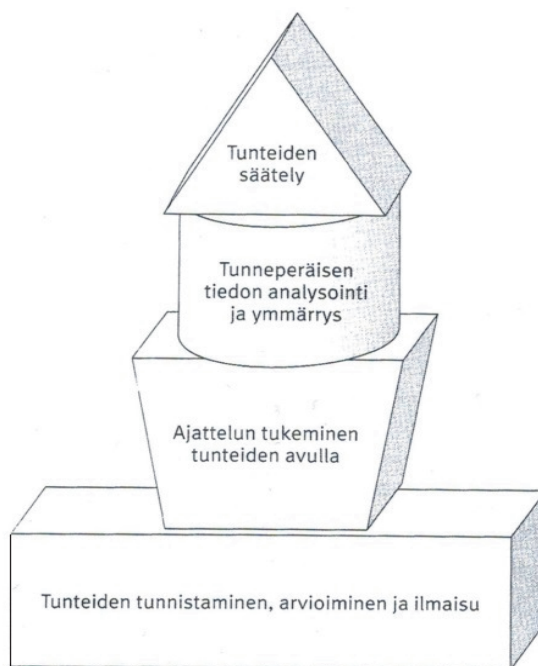 Tunteiden
säätely
Tunneperäisen
tiedon analysointi
ja ymmärrys
Ajattelun tukeminen
tunteiden avulla
Tunteiden tunnistaminen, arvioiminen ja ilmaisu